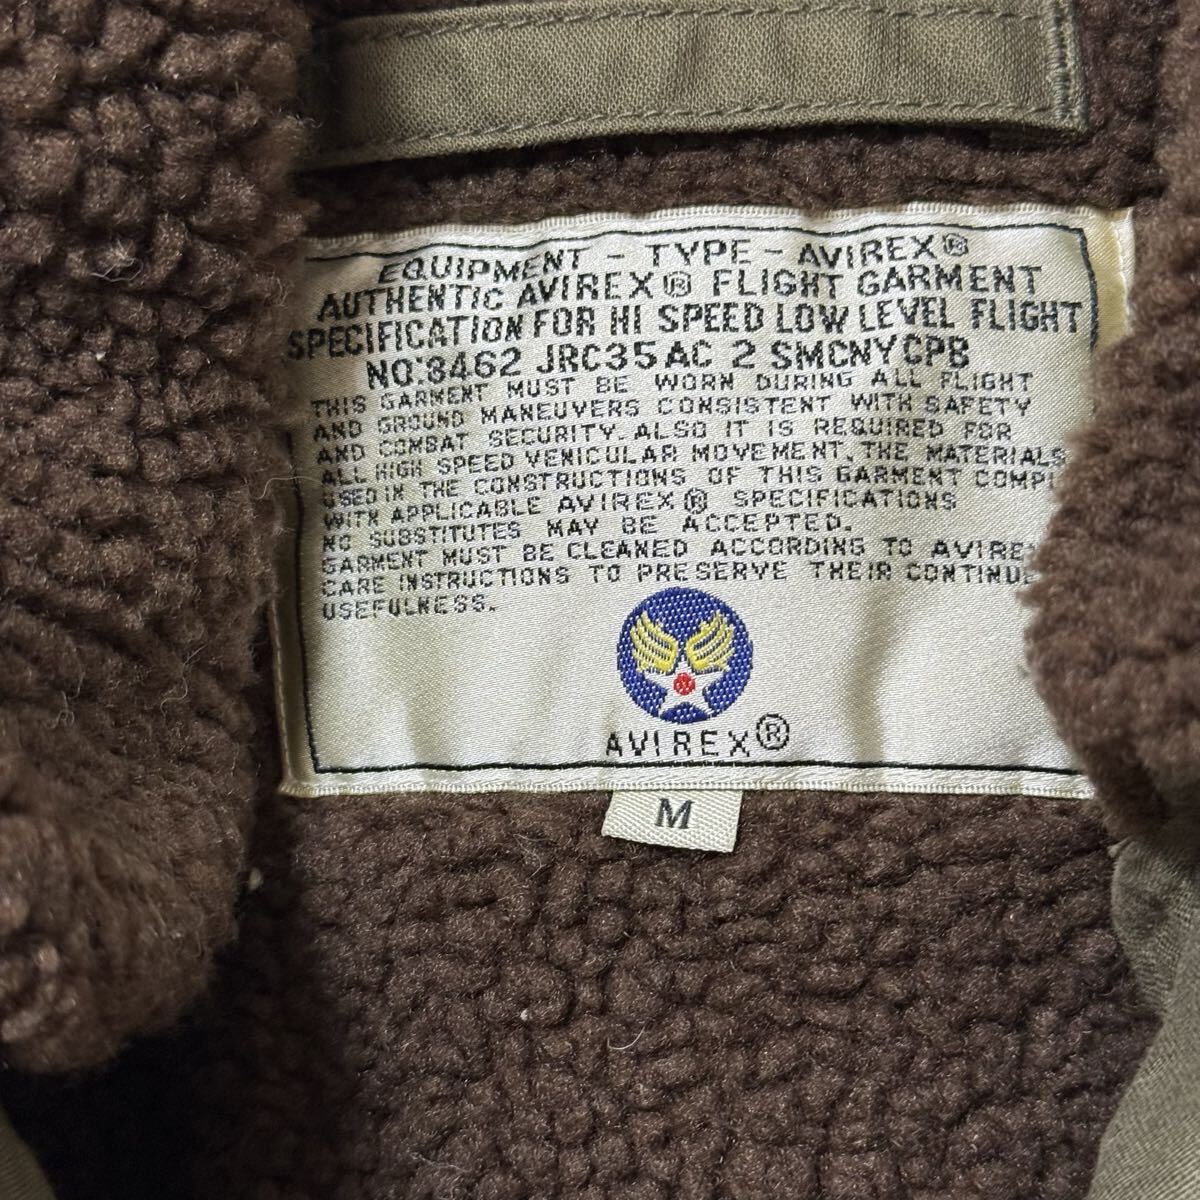 EQUIPMENT - TYPE - AVIREX®
AUTHENTIC AVIREX® FLIGHT GARMENT
SPECIFICATION FOR HI SPEED LOW LEVEL FLIGHT
NO:8462 JRC35AC 2 SMCNYCPB
THIS GARMENT MUST BE WORN DURING ALL FLIGHT
AND GROUND MANEUVERS CONSISTENT WITH SAFETY
AND COMBAT SECURITY. ALSO IT IS REQUIRED FOR
ALL HIGH SPEED VENICULAR MOVEMENT. THE MATERIALS
USED IN THE CONSTRUCTIONS OF THIS GARMENT COMPL
WITH APPLICABLE AVIREX® SPECIFICATIONS
NO SUBSTITUTES MAY BE ACCEPTED.
GARMENT MUST BE CLEANED ACCORDING TO AVIRE
CARE INSTRUCTIONS TO PRESERVE THEIR CONTINUE
USEFULNESS.
AVIREX®
M